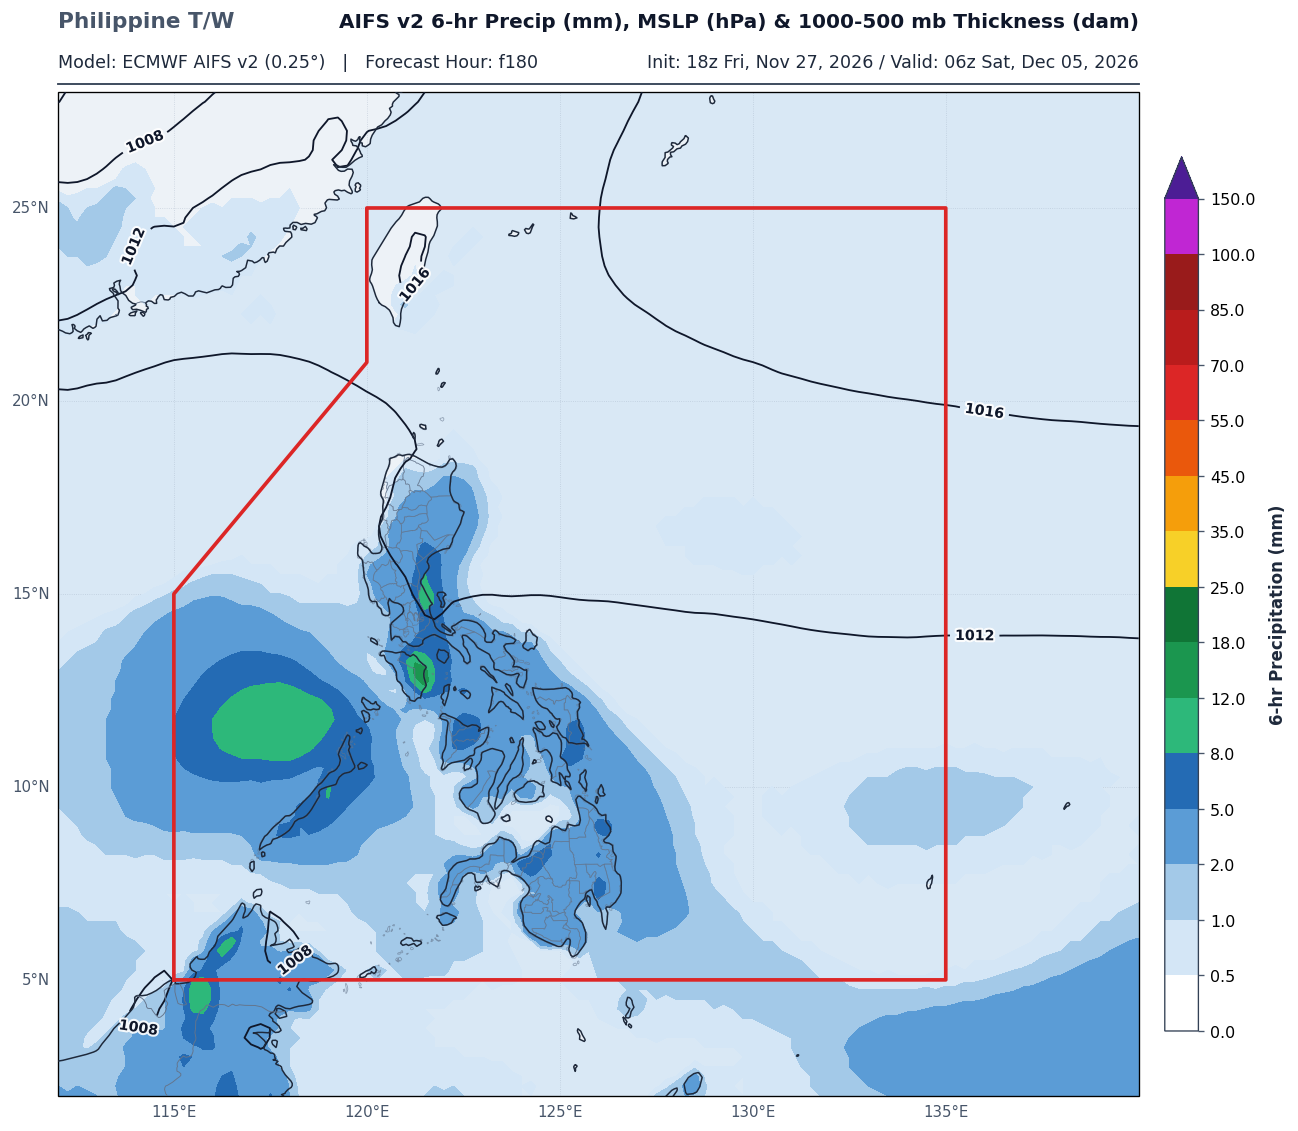 Philippine T/W
AIFS v2 6-hr Precip (mm), MSLP (hPa) & 1000-500 mb Thickness (dam)
Model: ECMWF AIFS v2 (0.25°) | Forecast Hour: f180
Init: 18z Fri, Nov 27, 2026 / Valid: 06z Sat, Dec 05, 2026
1008
1012
1016
1016
1012
1008
1008
25°N
20°N
15°N
10°N
5°N
115°E
120°E
125°E
130°E
135°E
150.0
100.0
85.0
70.0
55.0
45.0
35.0
25.0
18.0
12.0
8.0
5.0
2.0
1.0
0.5
0.0
6-hr Precipitation (mm)